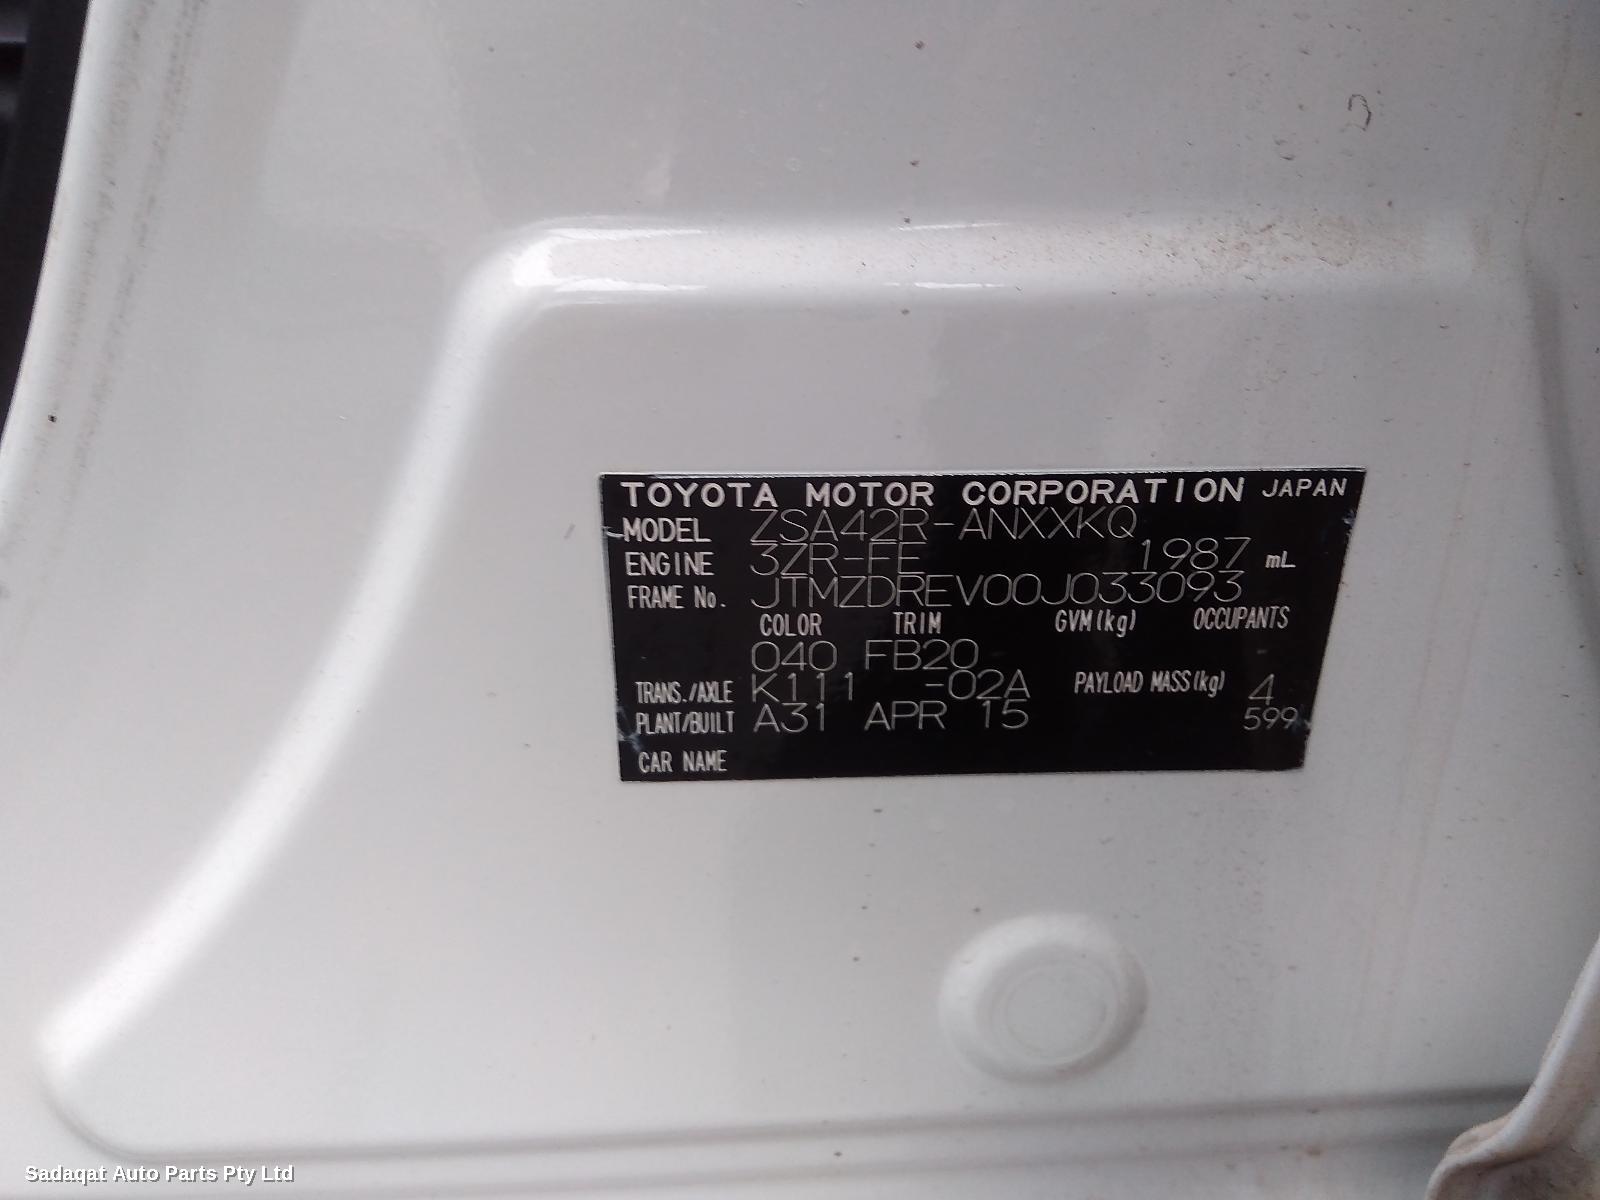 TOYOTA MOTOR CORPORATION JAPAN
MODEL ZSA42R-ANXXKQ
ENGINE 3ZR-FE 1987 mL
FRAME No. JTMZDREV00J033093
COLOR TRIM GVM(kg) OCCUPANTS
040 FB20
TRANS./AXLE K111 -02A PAYLOAD MASS(kg) 4
PLANT/BUILT A31 APR 15 599
CAR NAME
Sadaqat Auto Parts Pty Ltd